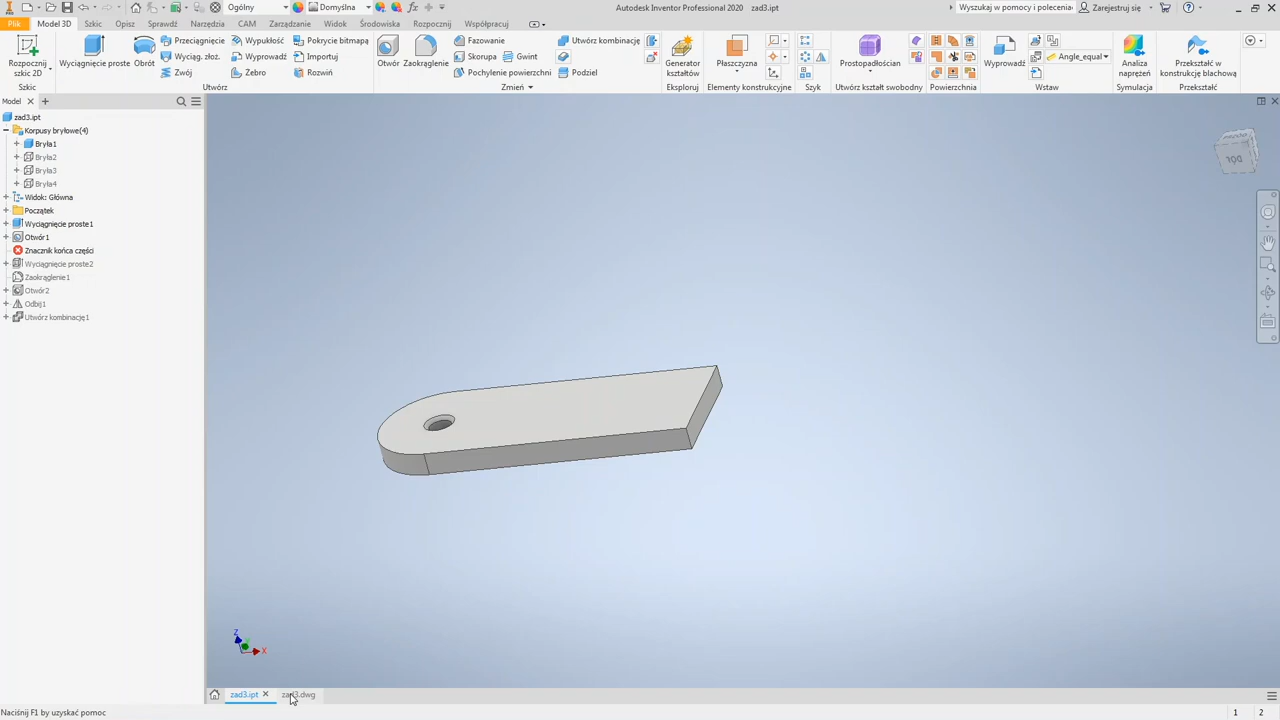 Ogólny Domyślna Autodesk Inventor Professional 2020 zad3.ipt Wyszukaj w pomocy i poleceniac Zarejestruj się
Plik Model 3D Szkic Opisz Sprawdź Narzędzia CAM Zarządzanie Widok Środowiska Rozpocznij Współpracuj
Przeciągnięcie Wypukłość Pokrycie bitmapą Fazowanie Utwórz kombinację
Rozpocznij szkic 2D Wyciągnięcie proste Obrót Wyciąg. złoż. Wyprowadź Importuj Otwór Zaokrąglenie Skorupa Gwint Generator kształtów Płaszczyzna Prostopadłościan Wyprowadź Angle_equal Analiza naprężeń Przekształć w konstrukcję blachową
Zwój Żebro Rozwiń Pochylenie powierzchni Podziel
Szkic Utwórz Zmień Eksploruj Elementy konstrukcyjne Szyk Utwórz kształt swobodny Powierzchnia Wstaw Symulacja Przekształć
Model
zad3.ipt
Korpusy bryłowe(4)
Bryła1
Bryła2
Bryła3
Bryła4
Widok: Główna
Początek
Wyciągnięcie proste1
Otwór1
Znacznik końca części
Wyciągnięcie proste2
Zaokrąglenie1
Otwór2
Odbij1
Utwórz kombinację1
Z
X
zad3.ipt zad3.dwg
Naciśnij F1 by uzyskać pomoc 1 2